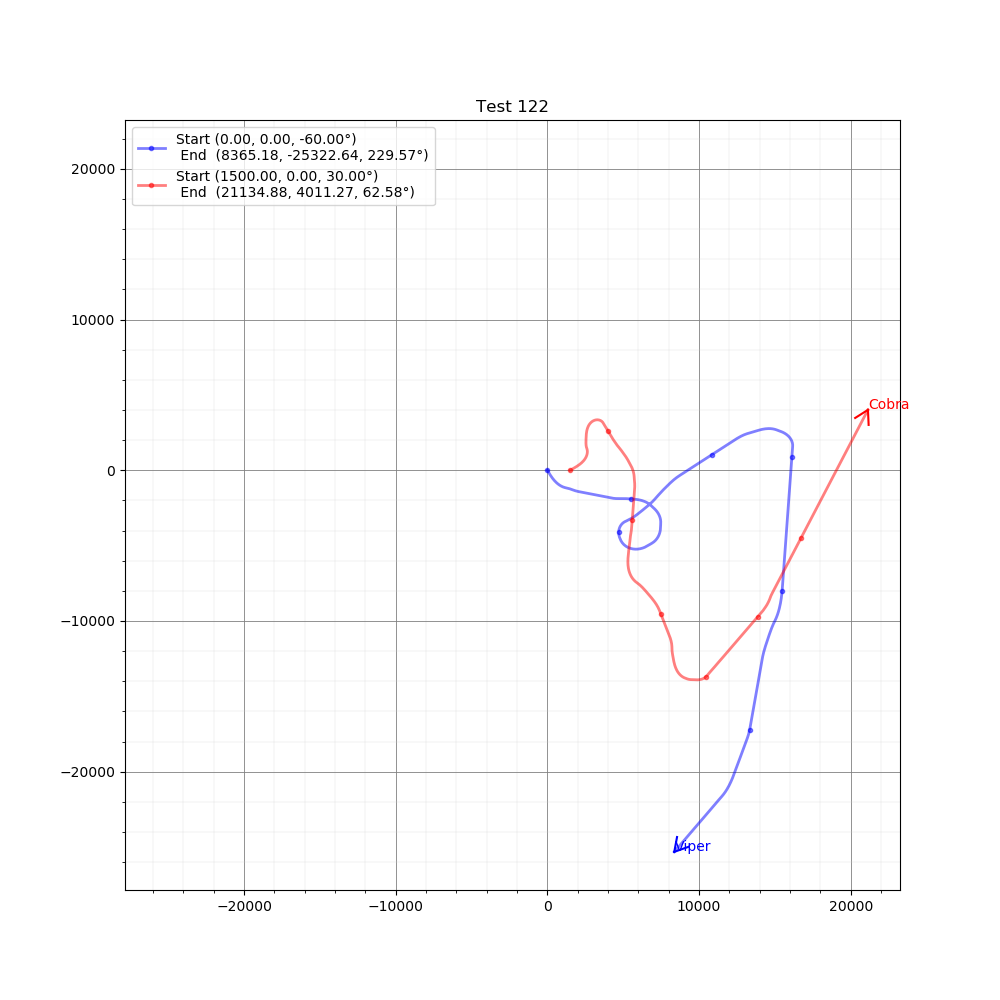 Test 122
Start (0.00, 0.00, -60.00°)
End (8365.18, -25322.64, 229.57°)
Start (1500.00, 0.00, 30.00°)
End (21134.88, 4011.27, 62.58°)
20000
10000
0
−10000
−20000
Cobra
Viper
−20000
−10000
0
10000
20000